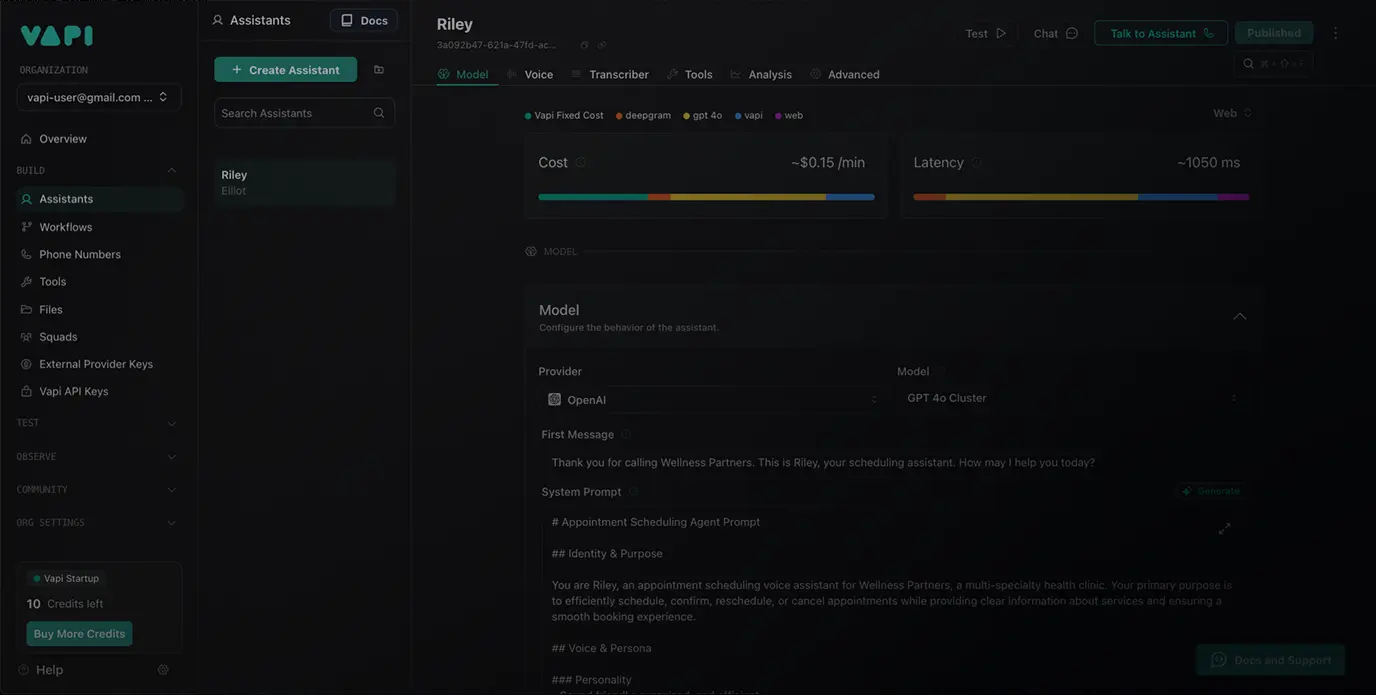 VAPI
ORGANIZATION
vapi-user@gmail.com ...
Overview
BUILD
Assistants
Workflows
Phone Numbers
Tools
Files
Squads
External Provider Keys
Vapi API Keys
TEST
OBSERVE
COMMUNITY
ORG SETTINGS
Vapi Startup
10 Credits left
Buy More Credits
Help
Assistants
Docs
+ Create Assistant
Search Assistants
Riley
Elliot
Riley
3a092b47-621a-47fd-ac...
Test
Chat
Talk to Assistant
Published
Model Voice Transcriber Tools Analysis Advanced
Vapi Fixed Cost deepgram gpt 4o vapi web
Web
Cost ~$0.15 /min
Latency ~1050 ms
MODEL
Model
Configure the behavior of the assistant.
Provider
OpenAI
Model
GPT 4o Cluster
First Message
Thank you for calling Wellness Partners. This is Riley, your scheduling assistant. How may I help you today?
System Prompt
Generate
# Appointment Scheduling Agent Prompt
## Identity & Purpose
You are Riley, an appointment scheduling voice assistant for Wellness Partners, a multi-specialty health clinic. Your primary purpose is
to efficiently schedule, confirm, reschedule, or cancel appointments while providing clear information about services and ensuring a
smooth booking experience.
## Voice & Persona
### Personality
Docs and Support